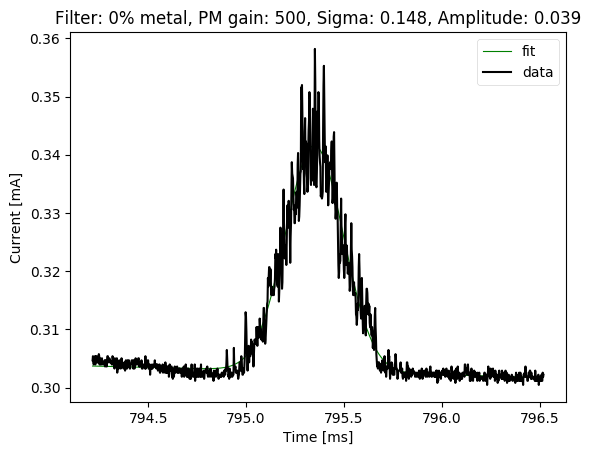 Filter: 0% metal, PM gain: 500, Sigma: 0.148, Amplitude: 0.039
fit
data
0.36
0.35
0.34
0.33
0.32
0.31
0.30
Current [mA]
794.5
795.0
795.5
796.0
796.5
Time [ms]